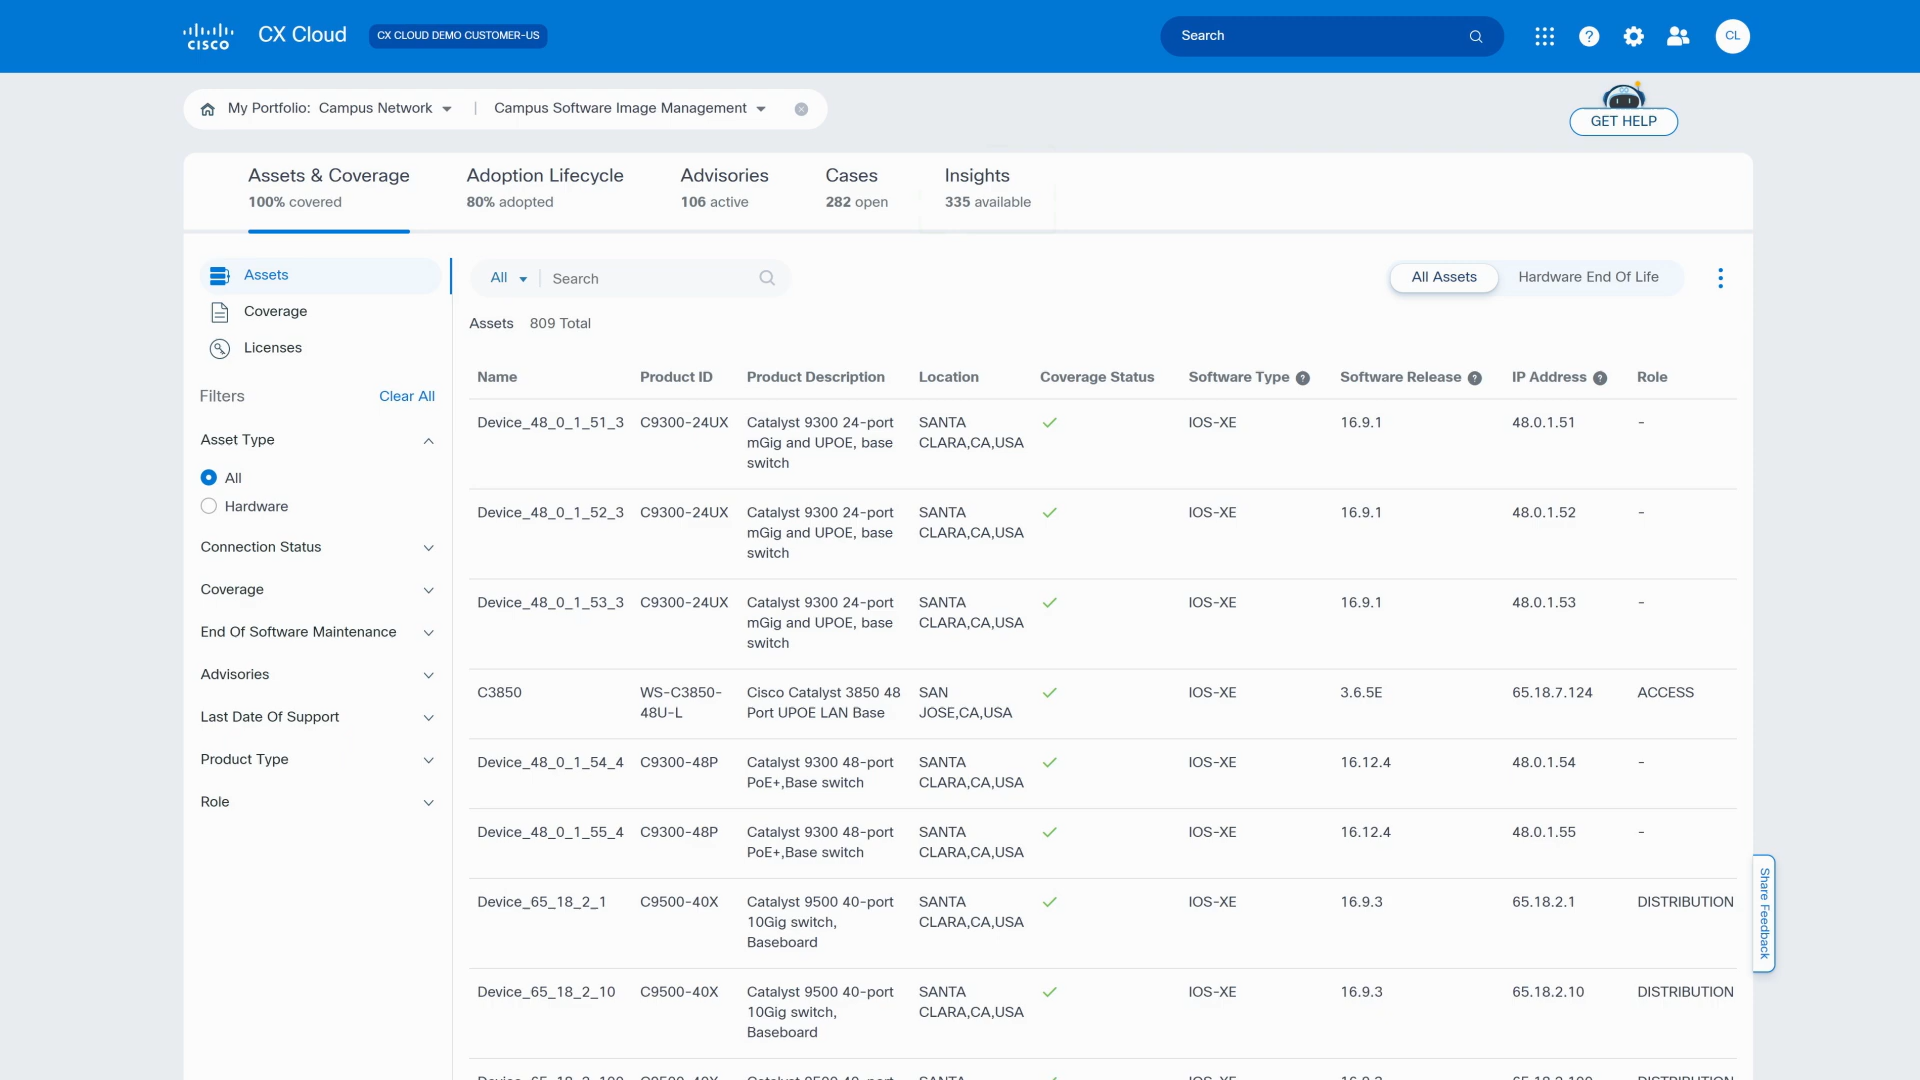 CISCO
CX Cloud
CX CLOUD DEMO CUSTOMER-US
Search
?
CL
My Portfolio: Campus Network
Campus Software Image Management
GET HELP
Assets & Coverage
100% covered
Adoption Lifecycle
80% adopted
Advisories
106 active
Cases
282 open
Insights
335 available
Assets
Coverage
Licenses
Filters Clear All
Asset Type
All
Hardware
Connection Status
Coverage
End Of Software Maintenance
Advisories
Last Date Of Support
Product Type
Role
All Search
All Assets Hardware End Of Life
Assets 809 Total
Name Product ID Product Description Location Coverage Status Software Type ? Software Release ? IP Address ? Role
Device_48_0_1_51_3 C9300-24UX Catalyst 9300 24-port SANTA IOS-XE 16.9.1 48.0.1.51 -
mGig and UPOE, base CLARA,CA,USA
switch
Device_48_0_1_52_3 C9300-24UX Catalyst 9300 24-port SANTA IOS-XE 16.9.1 48.0.1.52 -
mGig and UPOE, base CLARA,CA,USA
switch
Device_48_0_1_53_3 C9300-24UX Catalyst 9300 24-port SANTA IOS-XE 16.9.1 48.0.1.53 -
mGig and UPOE, base CLARA,CA,USA
switch
C3850 WS-C3850- Cisco Catalyst 3850 48 SAN IOS-XE 3.6.5E 65.18.7.124 ACCESS
48U-L Port UPOE LAN Base JOSE,CA,USA
Device_48_0_1_54_4 C9300-48P Catalyst 9300 48-port SANTA IOS-XE 16.12.4 48.0.1.54 -
PoE+,Base switch CLARA,CA,USA
Device_48_0_1_55_4 C9300-48P Catalyst 9300 48-port SANTA IOS-XE 16.12.4 48.0.1.55 -
PoE+,Base switch CLARA,CA,USA
Device_65_18_2_1 C9500-40X Catalyst 9500 40-port SANTA IOS-XE 16.9.3 65.18.2.1 DISTRIBUTION
10Gig switch, CLARA,CA,USA
Baseboard
Device_65_18_2_10 C9500-40X Catalyst 9500 40-port SANTA IOS-XE 16.9.3 65.18.2.10 DISTRIBUTION
10Gig switch, CLARA,CA,USA
Baseboard
Share Feedback